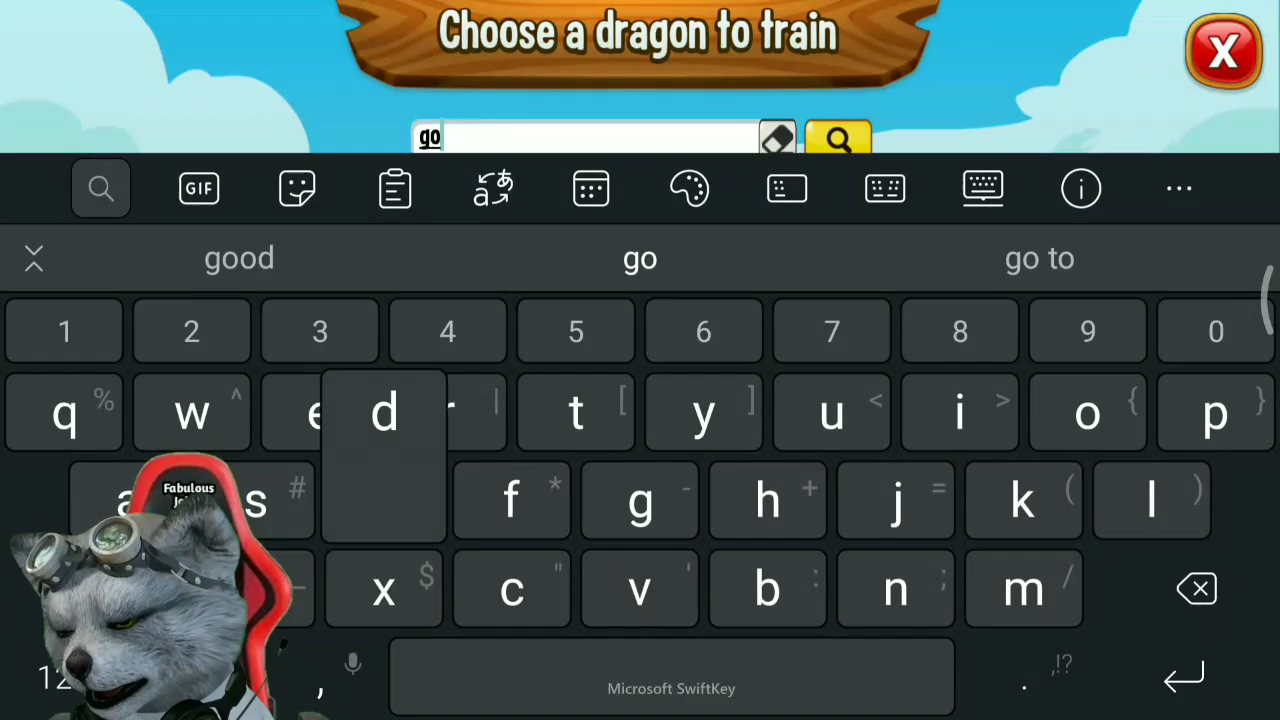 Choose a dragon to train
X
go
GIF
good go go to
1 2 3 4 5 6 7 8 9 0
q % w ^ e d r | t [ y ] u < i > o { p }
a s # f * g - h + j = k ( l )
Fabulous
x $ c " v ' b : n ; m /
12 , Microsoft SwiftKey . ,!?